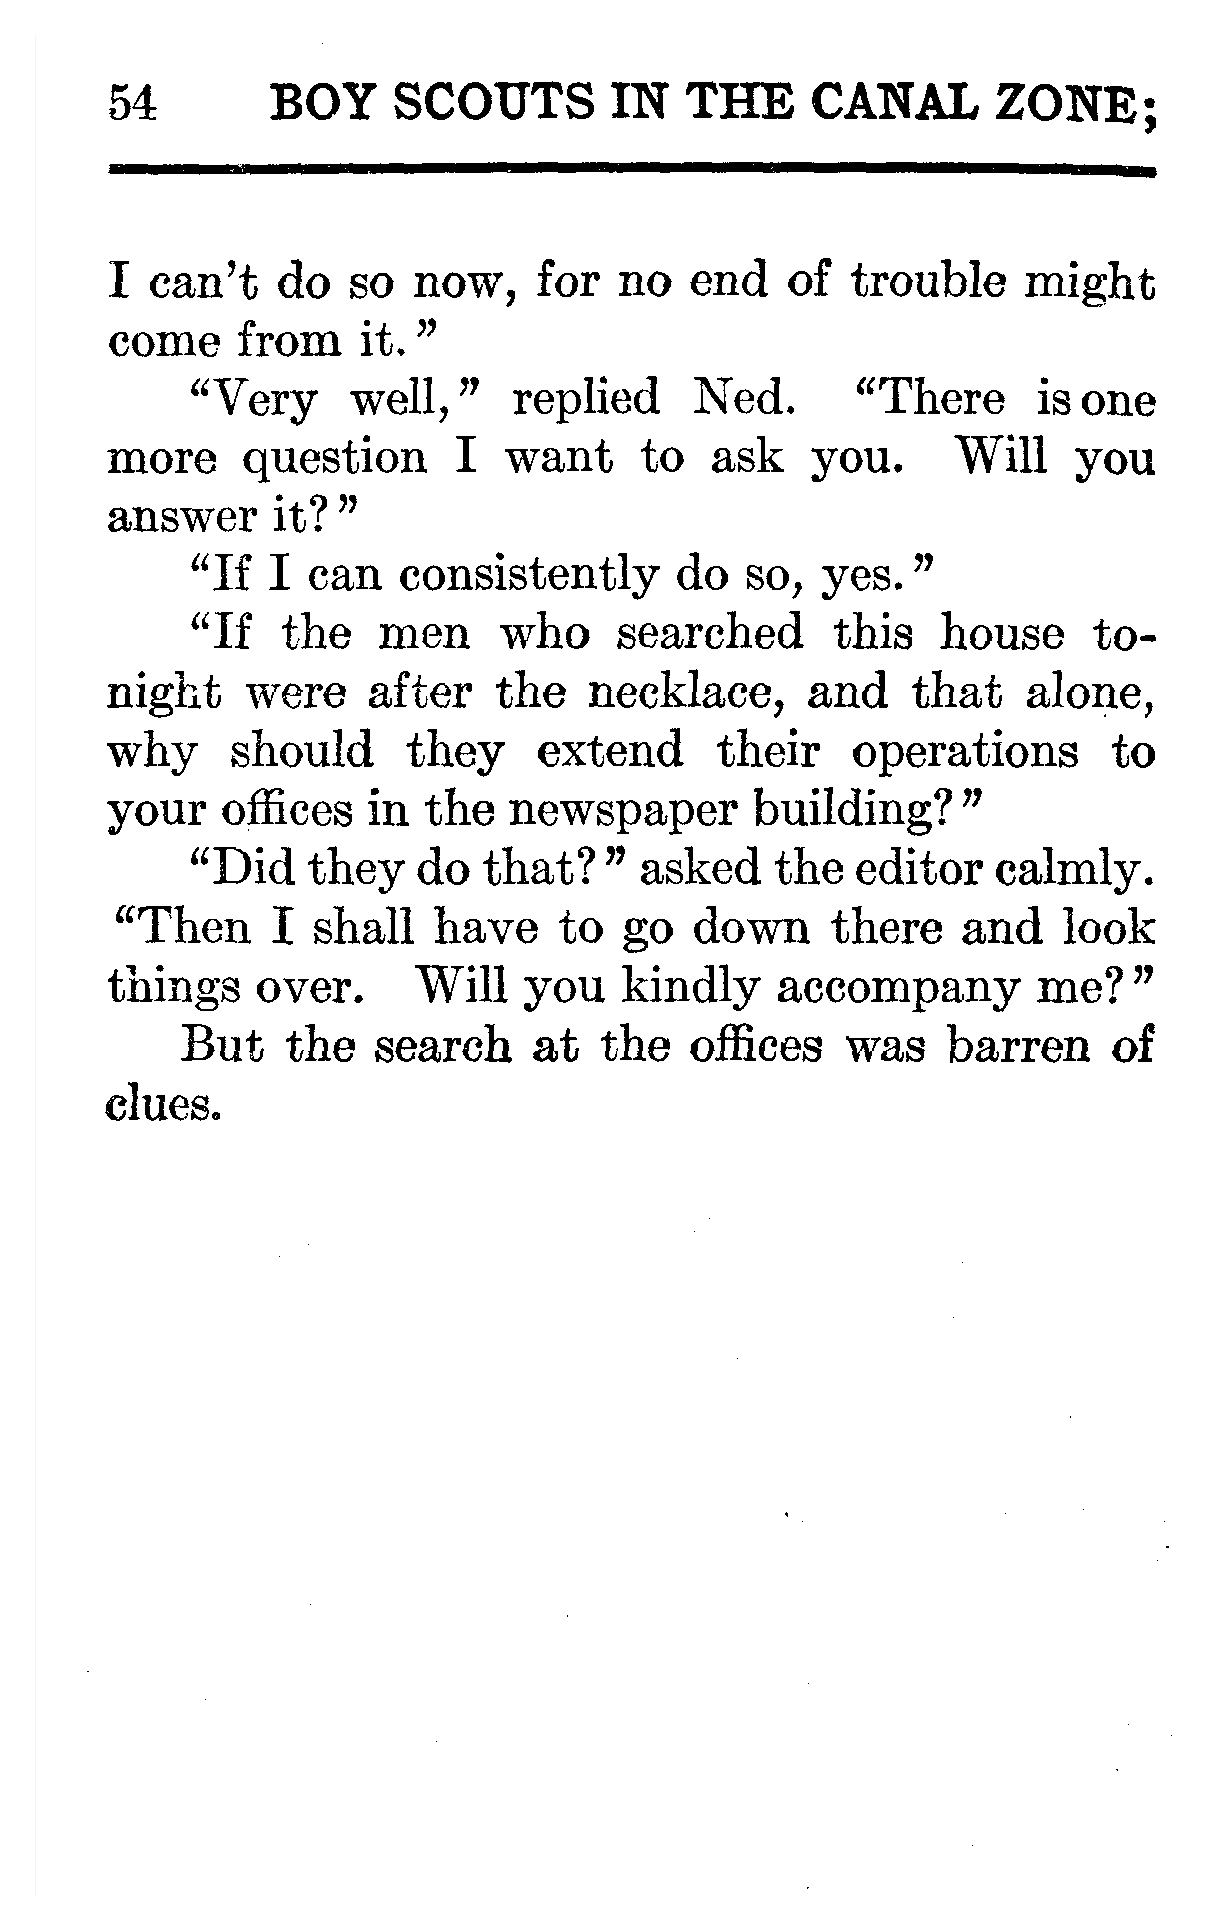 54 BOY SCOUTS IN THE CANAL ZONE;
I can't do so now, for no end of trouble might
come from it."
"Very well," replied Ned. "There is one
more question I want to ask you. Will you
answer it?"
"If I can consistently do so, yes."
"If the men who searched this house to-
night were after the necklace, and that alone,
why should they extend their operations to
your offices in the newspaper building?"
"Did they do that?" asked the editor calmly.
"Then I shall have to go down there and look
things over. Will you kindly accompany me?"
But the search at the offices was barren of
clues.